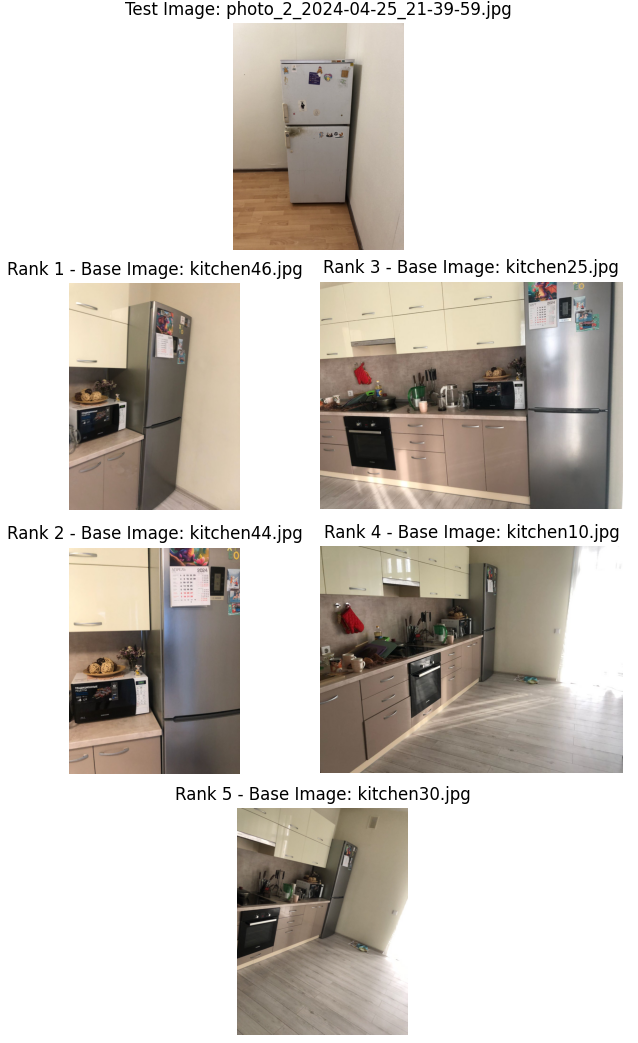 Test Image: photo_2_2024-04-25_21-39-59.jpg
Rank 1 - Base Image: kitchen46.jpg
Rank 3 - Base Image: kitchen25.jpg
Rank 2 - Base Image: kitchen44.jpg
2024
Rank 4 - Base Image: kitchen10.jpg
Rank 5 - Base Image: kitchen30.jpg